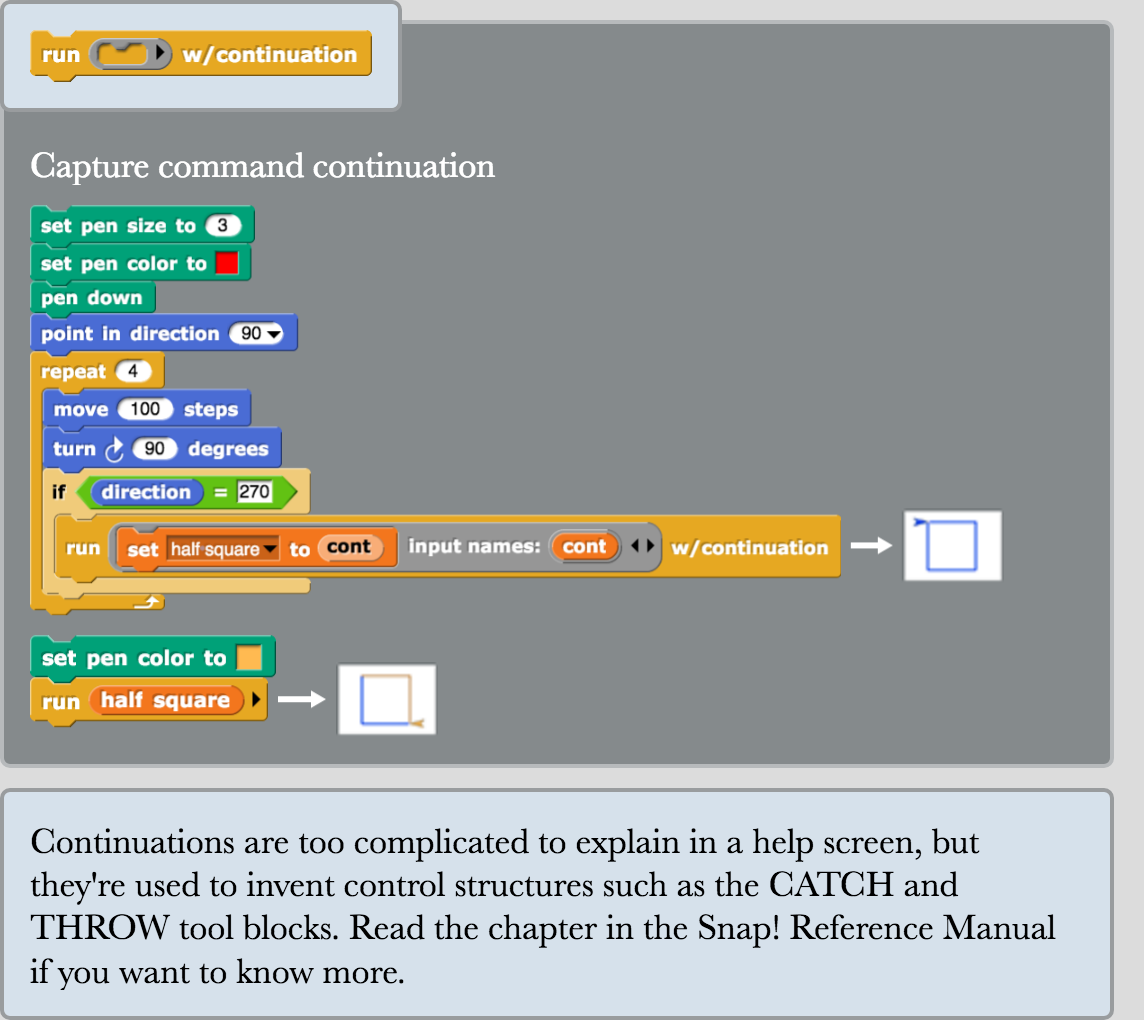 run w/continuation
Capture command continuation
set pen size to 3
set pen color to
pen down
point in direction 90
repeat 4
move 100 steps
turn 90 degrees
if direction = 270
run set half square to cont input names: cont w/continuation
set pen color to
run half square
Continuations are too complicated to explain in a help screen, but
they're used to invent control structures such as the CATCH and
THROW tool blocks. Read the chapter in the Snap! Reference Manual
if you want to know more.